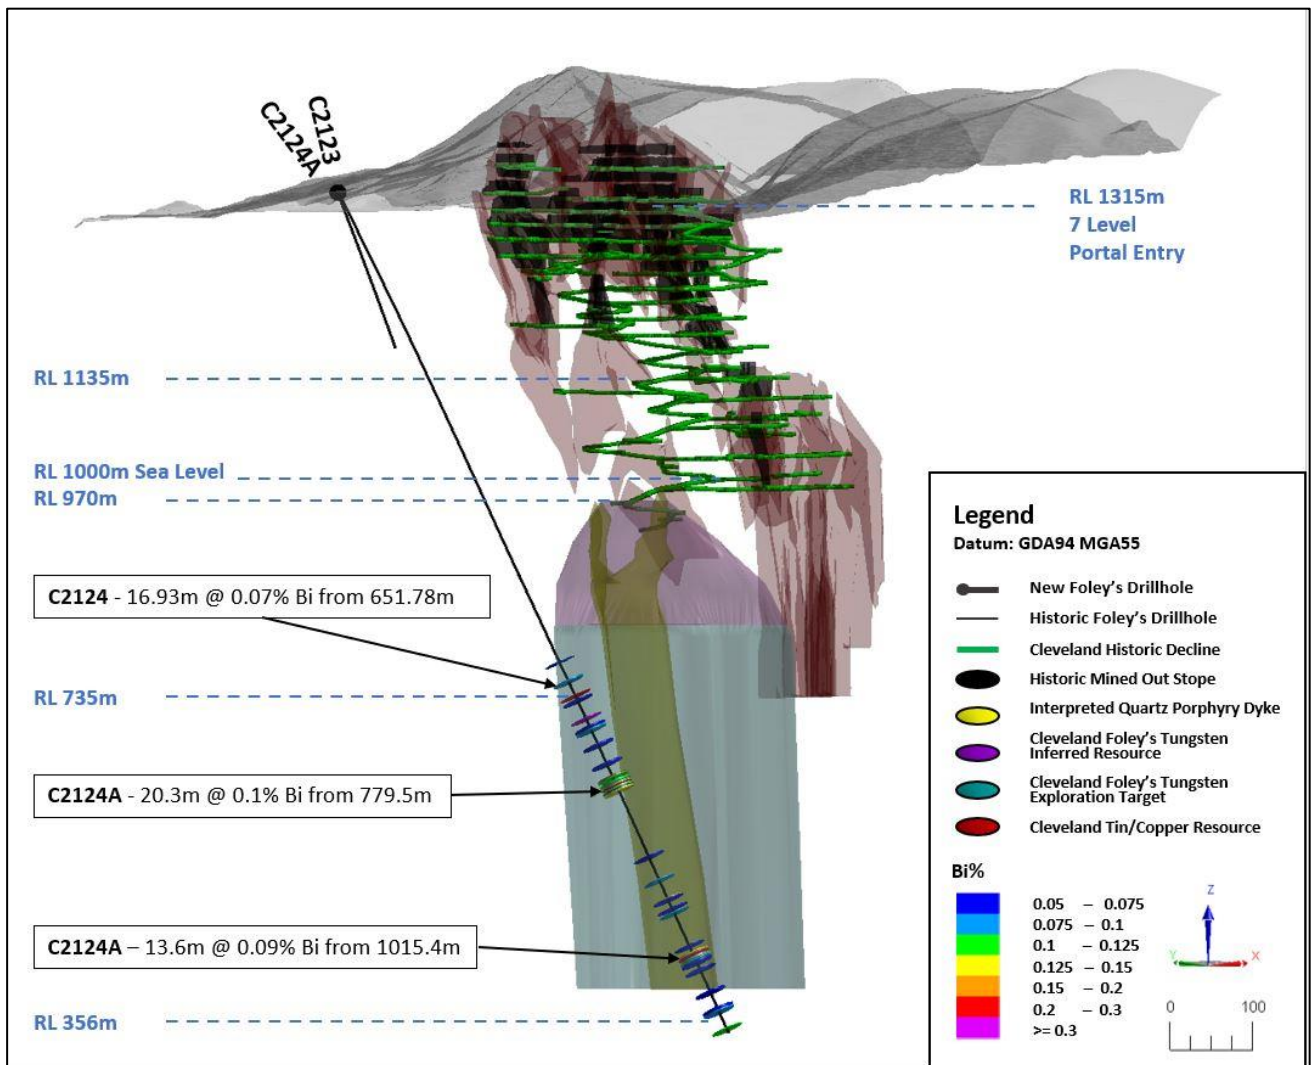 C2123
C2124A
RL 1315m
7 Level
Portal Entry
RL 1135m
RL 1000m Sea Level
RL 970m
C2124 - 16.93m @ 0.07% Bi from 651.78m
RL 735m
C2124A - 20.3m @ 0.1% Bi from 779.5m
C2124A – 13.6m @ 0.09% Bi from 1015.4m
RL 356m
Legend
Datum: GDA94 MGA55
New Foley's Drillhole
Historic Foley's Drillhole
Cleveland Historic Decline
Historic Mined Out Stope
Interpreted Quartz Porphyry Dyke
Cleveland Foley's Tungsten
Inferred Resource
Cleveland Foley's Tungsten
Exploration Target
Cleveland Tin/Copper Resource
Bi%
0.05 – 0.075
0.075 – 0.1
0.1 – 0.125
0.125 – 0.15
0.15 – 0.2
0.2 – 0.3
>= 0.3
Z
Y X
0 100